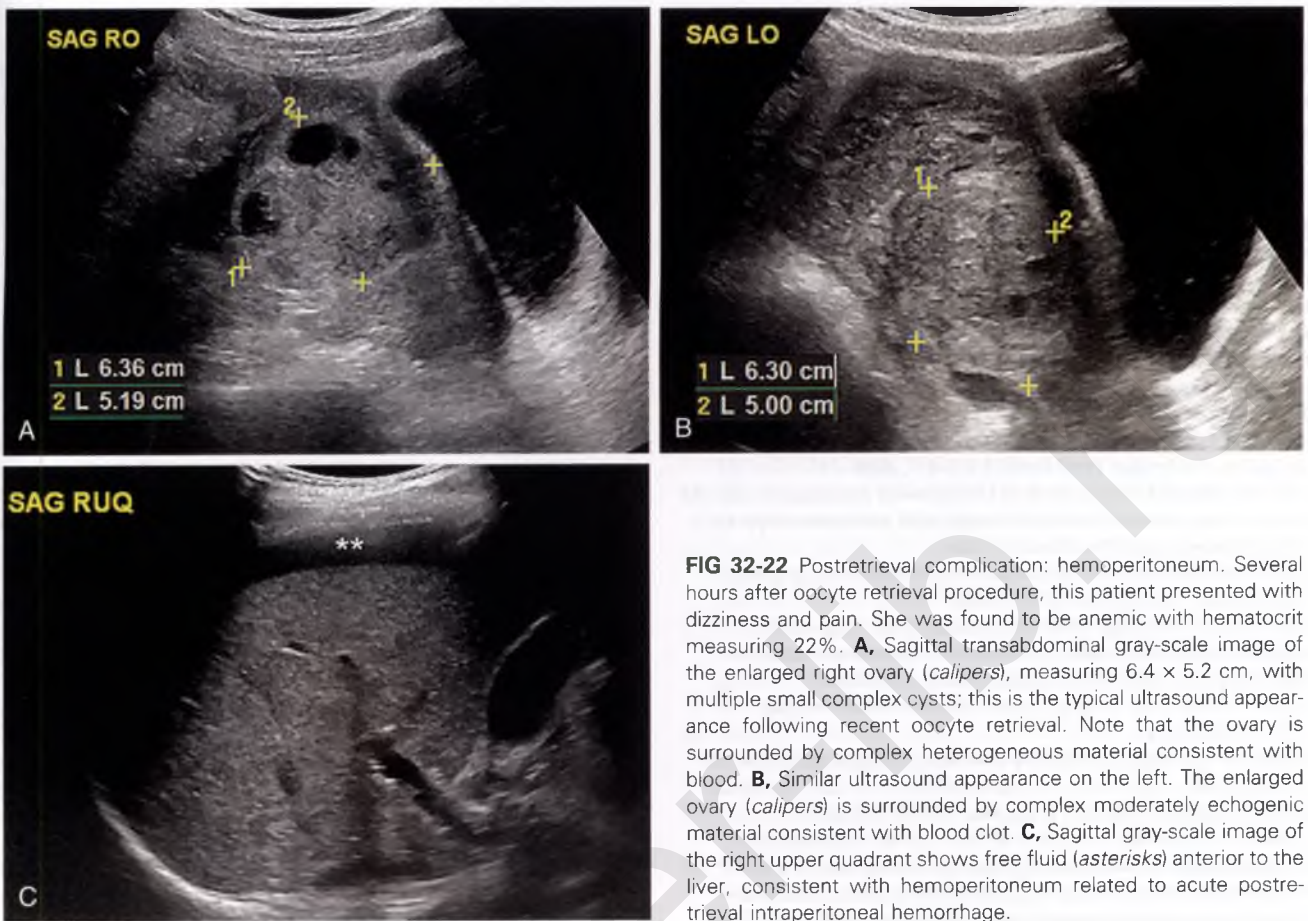 SAG RO
2
1
1 L 6.36 cm
2 L 5.19 cm
A
SAG LO
1
2
1 L 6.30 cm
2 L 5.00 cm
B
SAG RUQ
**
C
FIG 32-22 Postretrieval complication: hemoperitoneum. Several
hours after oocyte retrieval procedure, this patient presented with
dizziness and pain. She was found to be anemic with hematocrit
measuring 22%. A, Sagittal transabdominal gray-scale image of
the enlarged right ovary (calipers), measuring 6.4 × 5.2 cm, with
multiple small complex cysts; this is the typical ultrasound appear-
ance following recent oocyte retrieval. Note that the ovary is
surrounded by complex heterogeneous material consistent with
blood. B, Similar ultrasound appearance on the left. The enlarged
ovary (calipers) is surrounded by complex moderately echogenic
material consistent with blood clot. C, Sagittal gray-scale image of
the right upper quadrant shows free fluid (asterisks) anterior to the
liver, consistent with hemoperitoneum related to acute postre-
trieval intraperitoneal hemorrhage.